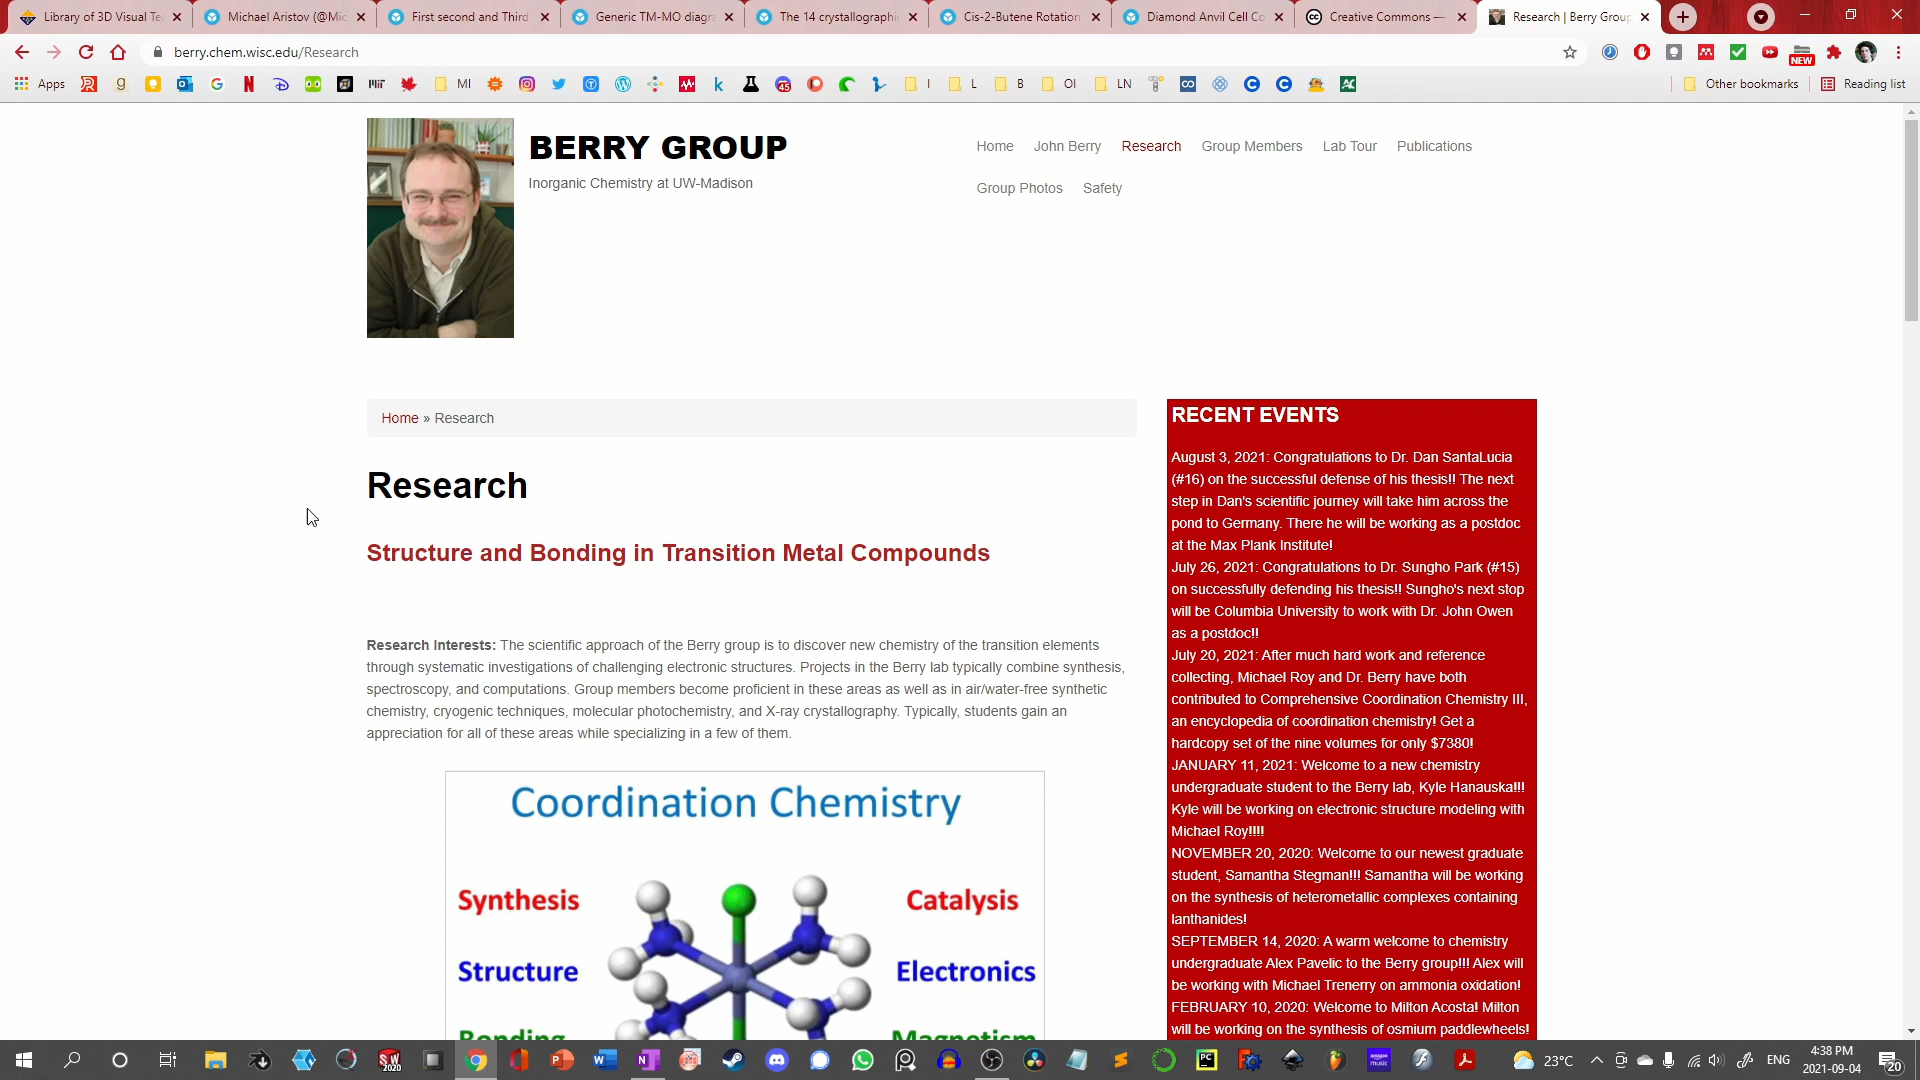 Library of 3D Visual Te
Michael Aristov (@Mic
First second and Third
Generic TM-MO diagra
The 14 crystallographic
Cis-2-Butene Rotation
Diamond Anvil Cell Co
Creative Commons —
Research | Berry Group
berry.chem.wisc.edu/Research
NEW
Apps
MI
I
L
B
OI
LN
Other bookmarks
Reading list
BERRY GROUP
Inorganic Chemistry at UW-Madison
Home John Berry Research Group Members Lab Tour Publications
Group Photos Safety
Home » Research
Research
Structure and Bonding in Transition Metal Compounds
Research Interests: The scientific approach of the Berry group is to discover new chemistry of the transition elements
through systematic investigations of challenging electronic structures. Projects in the Berry lab typically combine synthesis,
spectroscopy, and computations. Group members become proficient in these areas as well as in air/water-free synthetic
chemistry, cryogenic techniques, molecular photochemistry, and X-ray crystallography. Typically, students gain an
appreciation for all of these areas while specializing in a few of them.
Coordination Chemistry
Synthesis
Catalysis
Structure
Electronics
Bonding
Magnetism
RECENT EVENTS
August 3, 2021: Congratulations to Dr. Dan SantaLucia
(#16) on the successful defense of his thesis!! The next
step in Dan's scientific journey will take him across the
pond to Germany. There he will be working as a postdoc
at the Max Plank Institute!
July 26, 2021: Congratulations to Dr. Sungho Park (#15)
on successfully defending his thesis!! Sungho's next stop
will be Columbia University to work with Dr. John Owen
as a postdoc!!
July 20, 2021: After much hard work and reference
collecting, Michael Roy and Dr. Berry have both
contributed to Comprehensive Coordination Chemistry III,
an encyclopedia of coordination chemistry! Get a
hardcopy set of the nine volumes for only $7380!
JANUARY 11, 2021: Welcome to a new chemistry
undergraduate student to the Berry lab, Kyle Hanauska!!!
Kyle will be working on electronic structure modeling with
Michael Roy!!!!
NOVEMBER 20, 2020: Welcome to our newest graduate
student, Samantha Stegman!!! Samantha will be working
on the synthesis of heterometallic complexes containing
lanthanides!
SEPTEMBER 14, 2020: A warm welcome to chemistry
undergraduate Alex Pavelic to the Berry group!!! Alex will
be working with Michael Trenerry on ammonia oxidation!
FEBRUARY 10, 2020: Welcome to Milton Acosta! Milton
will be working on the synthesis of osmium paddlewheels!
23°C
ENG
4:38 PM
2021-09-04
20